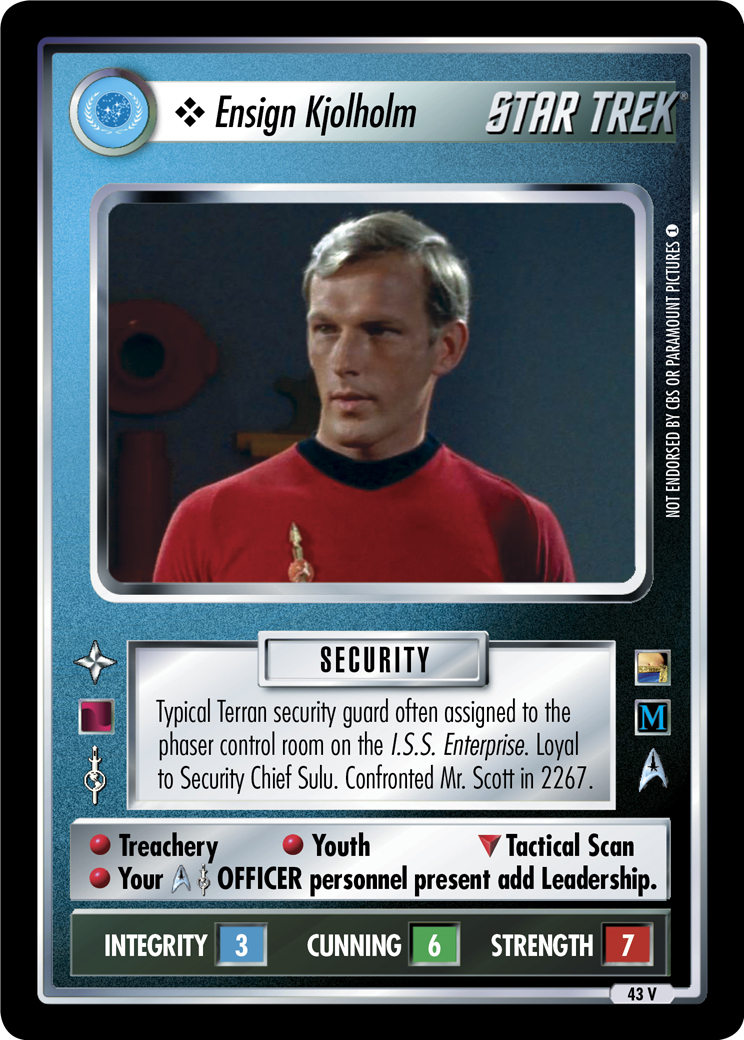 ❖ Ensign Kjolholm
STAR TREK®
NOT ENDORSED BY CBS OR PARAMOUNT PICTURES 1
SECURITY
Typical Terran security guard often assigned to the
phaser control room on the I.S.S. Enterprise. Loyal
to Security Chief Sulu. Confronted Mr. Scott in 2267.
M
Treachery Youth Tactical Scan
Your OFFICER personnel present add Leadership.
INTEGRITY 3 CUNNING 6 STRENGTH 7
43 V